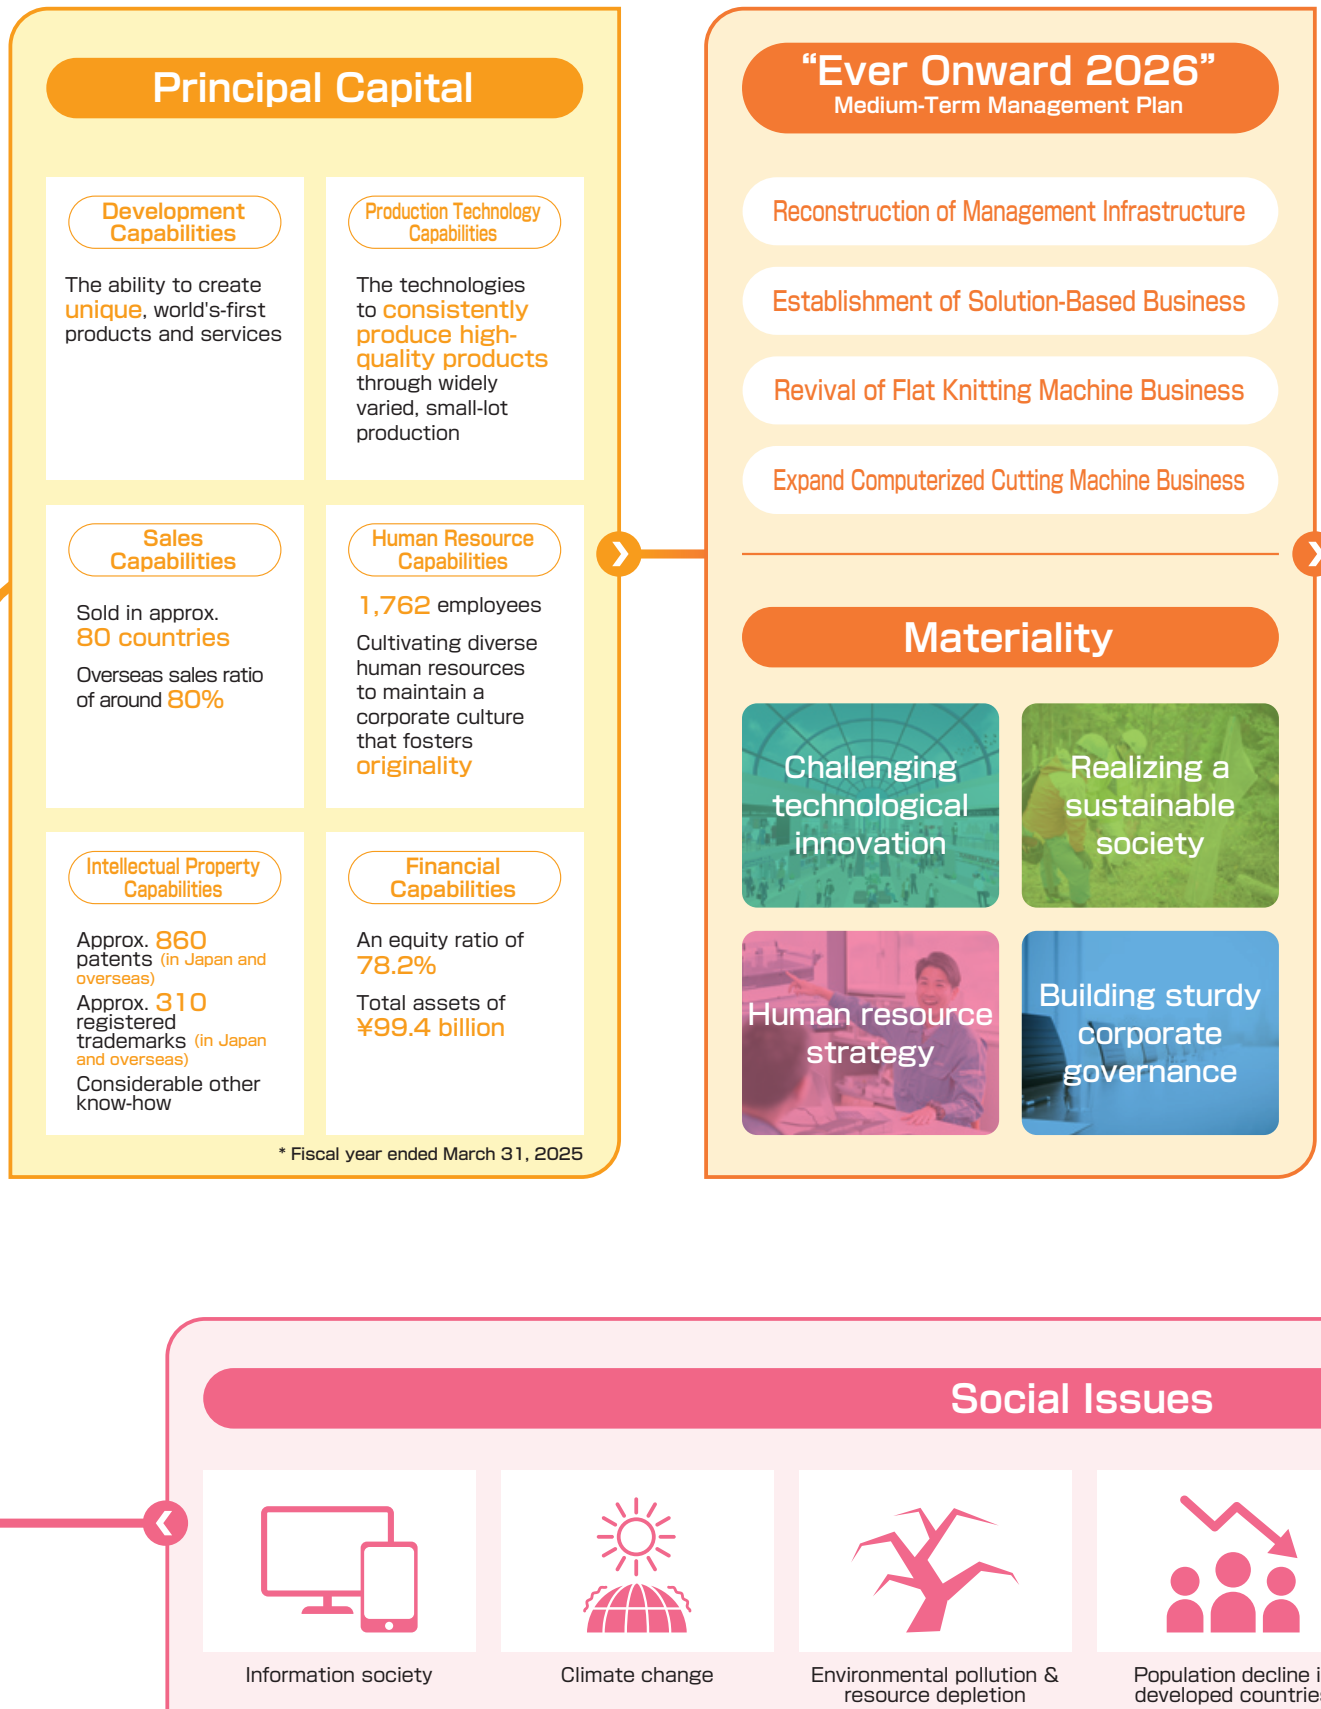 Principal Capital
Development
Capabilities
The ability to create
unique, world's-first
products and services
Production Technology
Capabilities
The technologies
to consistently
produce high-
quality products
through widely
varied, small-lot
production
Sales
Capabilities
Sold in approx.
80 countries
Overseas sales ratio
of around 80%
Human Resource
Capabilities
1,762 employees
Cultivating diverse
human resources
to maintain a
corporate culture
that fosters
originality
Intellectual Property
Capabilities
Approx. 860
patents (in Japan and
overseas)
Approx. 310
registered
trademarks (in Japan
and overseas)
Considerable other
know-how
Financial
Capabilities
An equity ratio of
78.2%
Total assets of
¥99.4 billion
* Fiscal year ended March 31, 2025
“Ever Onward 2026”
Medium-Term Management Plan
Reconstruction of Management Infrastructure
Establishment of Solution-Based Business
Revival of Flat Knitting Machine Business
Expand Computerized Cutting Machine Business
Materiality
Challenging
technological
innovation
Realizing a
sustainable
society
Human resource
strategy
Building sturdy
corporate
governance
Social Issues
Information society
Climate change
Environmental pollution &
resource depletion
Population decline
developed